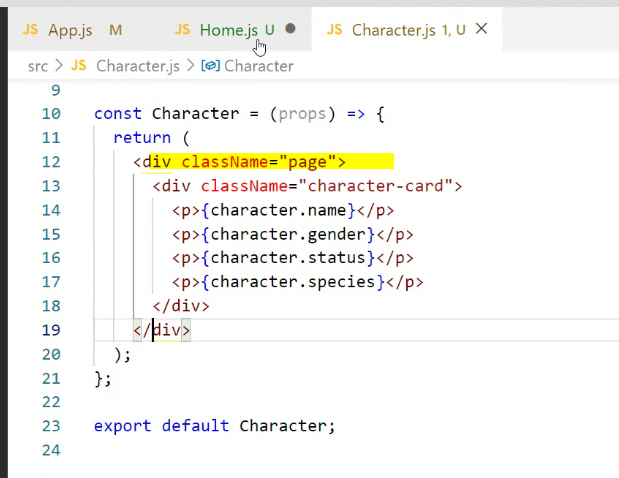 JS App.js M JS Home.js U JS Character.js 1, U
src > JS Character.js > Character
9
10 const Character = (props) => {
11 return (
12 <div className="page">
13 <div className="character-card">
14 <p>{character.name}</p>
15 <p>{character.gender}</p>
16 <p>{character.status}</p>
17 <p>{character.species}</p>
18 </div>
19 </div>
20 );
21 };
22
23 export default Character;
24